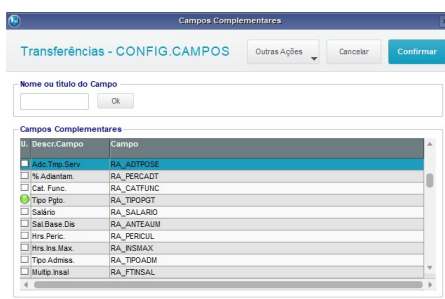 Campos Complementares
Transferências - CONFIG.CAMPOS
Outras Ações
Cancelar
Confirmar
Nome ou título do Campo
Ok
Campos Complementares
U. Descr.Campo Campo
Adc.Tmp.Serv RA_ADTPOSE
% Adiantam. RA_PERCADT
Cat. Func. RA_CATFUNC
Tipo Pgto. RA_TIPOPGT
Salário RA_SALARIO
Sal.Base.Dis RA_ANTEAUM
Hrs.Peric. RA_PERICUL
Hrs.Ins.Max. RA_INSMAX
Tipo Admiss. RA_TIPOADM
Multip.Insal RA_FTINSAL